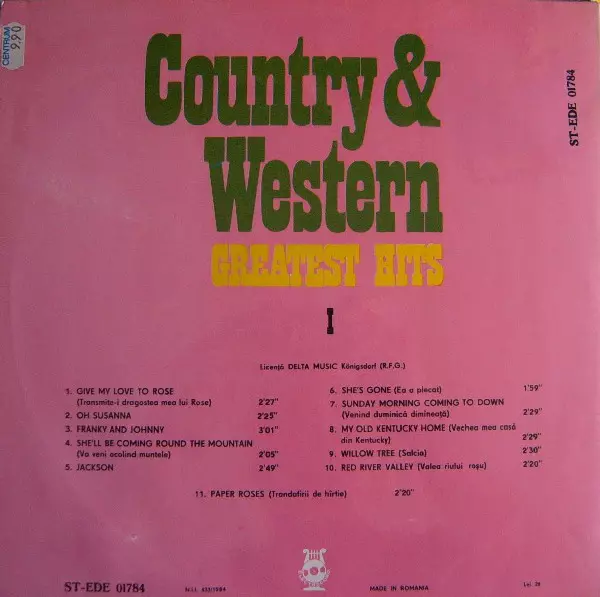 CENTRUM
9,90
Country &
Western
GREATEST HITS
I
ST-EDE 01784
Licenţă DELTA MUSIC Königsdorf (R.F.G.)
1. GIVE MY LOVE TO ROSE
(Transmite-i dragostea mea lui Rose) 2'27"
2. OH SUSANNA 2'25"
3. FRANKY AND JOHNNY 3'01"
4. SHE'LL BE COMING ROUND THE MOUNTAIN
(Va veni ocolind muntele) 2'05"
5. JACKSON 2'49"
6. SHE'S GONE (Ea a plecat) 1'59"
7. SUNDAY MORNING COMING TO DOWN
(Venind duminică dimineaţă) 2'29"
8. MY OLD KENTUCKY HOME (Vechea mea casă
din Kentucky) 2'29"
9. WILLOW TREE (Salcia) 2'30"
10. RED RIVER VALLEY (Valea rîului roşu) 2'20"
11. PAPER ROSES (Trandafirii de hîrtie) 2'20"
ST-EDE 01784
MADE IN ROMANIA